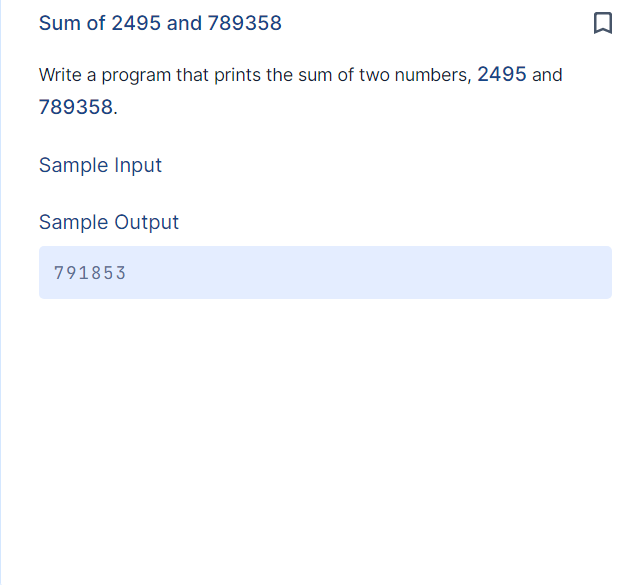 Sum of 2495 and 789358
Write a program that prints the sum of two numbers, 2495 and
789358.
Sample Input
Sample Output
791853